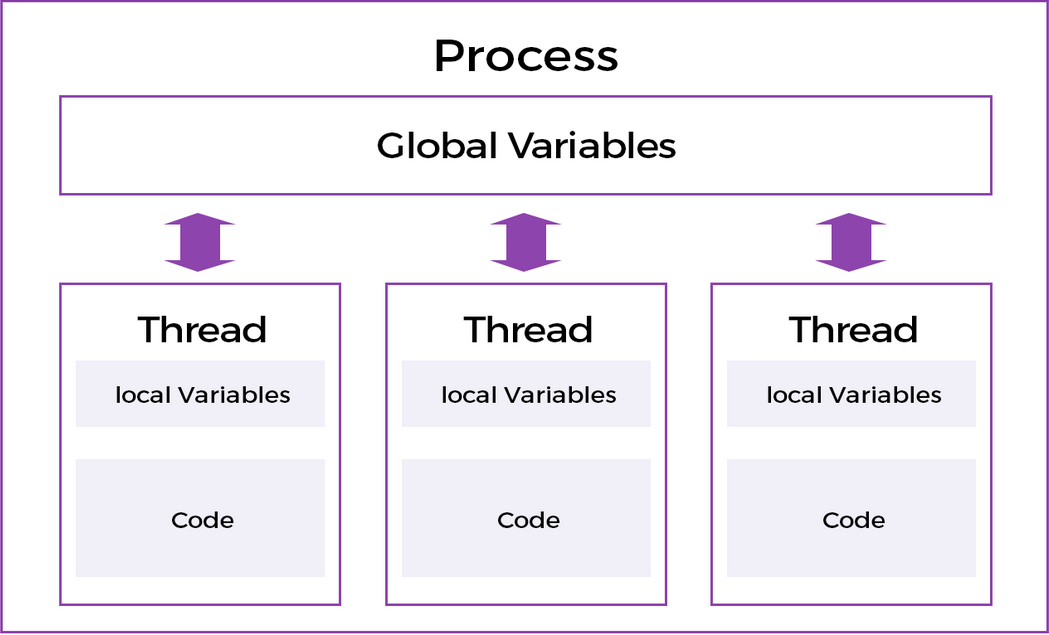 Process
Global Variables
Thread
local Variables
Code
Thread
local Variables
Code
Thread
local Variables
Code